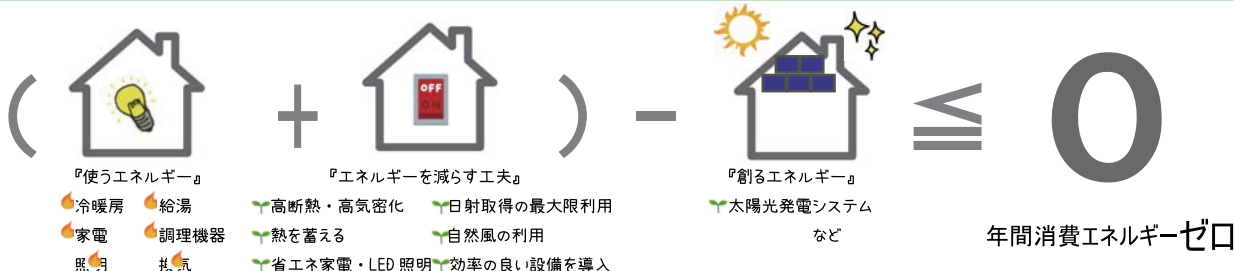 ( + ) − ≦ 0
OFF
ON
『使うエネルギー』
冷暖房 給湯
家電 調理機器
照明 換気
『エネルギーを減らす工夫』
高断熱・高気密化 日射取得の最大限利用
熱を蓄える 自然風の利用
省エネ家電・LED 照明 効率の良い設備を導入
『創るエネルギー』
太陽光発電システム
など
年間消費エネルギーゼロ